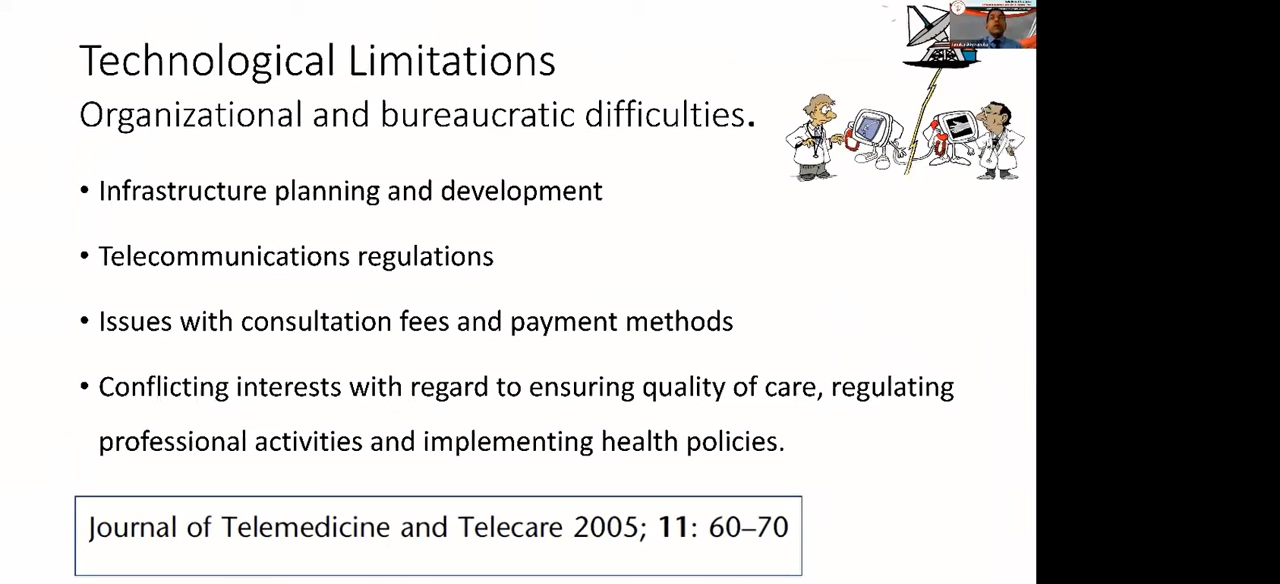 Technological Limitations
Organizational and bureaucratic difficulties.
• Infrastructure planning and development
• Telecommunications regulations
• Issues with consultation fees and payment methods
• Conflicting interests with regard to ensuring quality of care, regulating
professional activities and implementing health policies.
Journal of Telemedicine and Telecare 2005; 11: 60–70